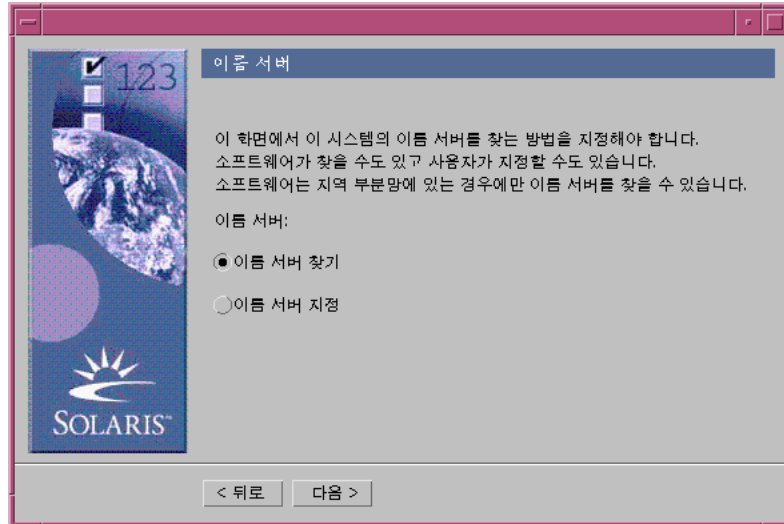 123
이름 서버
이 화면에서 이 시스템의 이름 서버를 찾는 방법을 지정해야 합니다.
소프트웨어가 찾을 수도 있고 사용자가 지정할 수도 있습니다.
소프트웨어는 지역 부분망에 있는 경우에만 이름 서버를 찾을 수 있습니다.
이름 서버:
이름 서버 찾기
이름 서버 지정
SOLARIS™
< 뒤로
다음 >